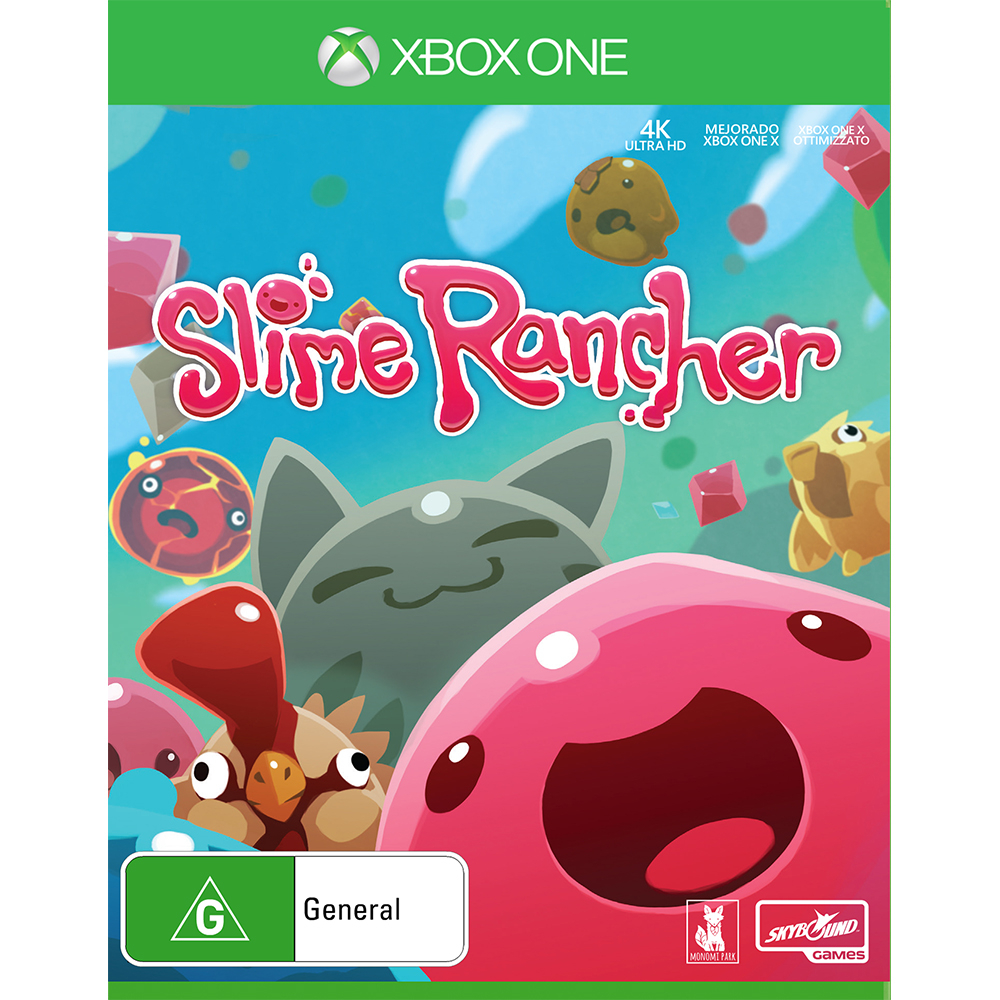 XBOX ONE
4K
ULTRA HD
MEJORADO
XBOX ONE X
XBOX ONE X
OTTIMIZZATO
Slime Rancher
G
General
MONOMI PARK
SKYBOUND
GAMES